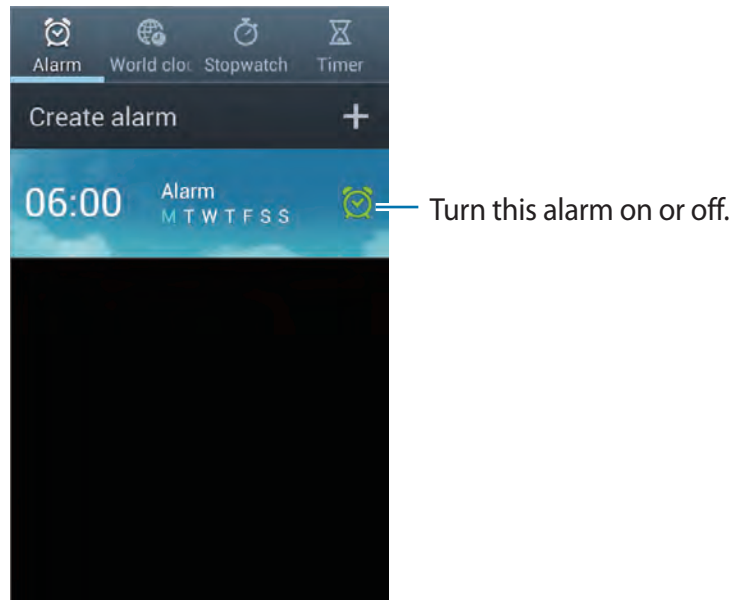 Alarm World clo Stopwatch Timer
Create alarm +
06:00 Alarm
M T W T F S S
Turn this alarm on or off.